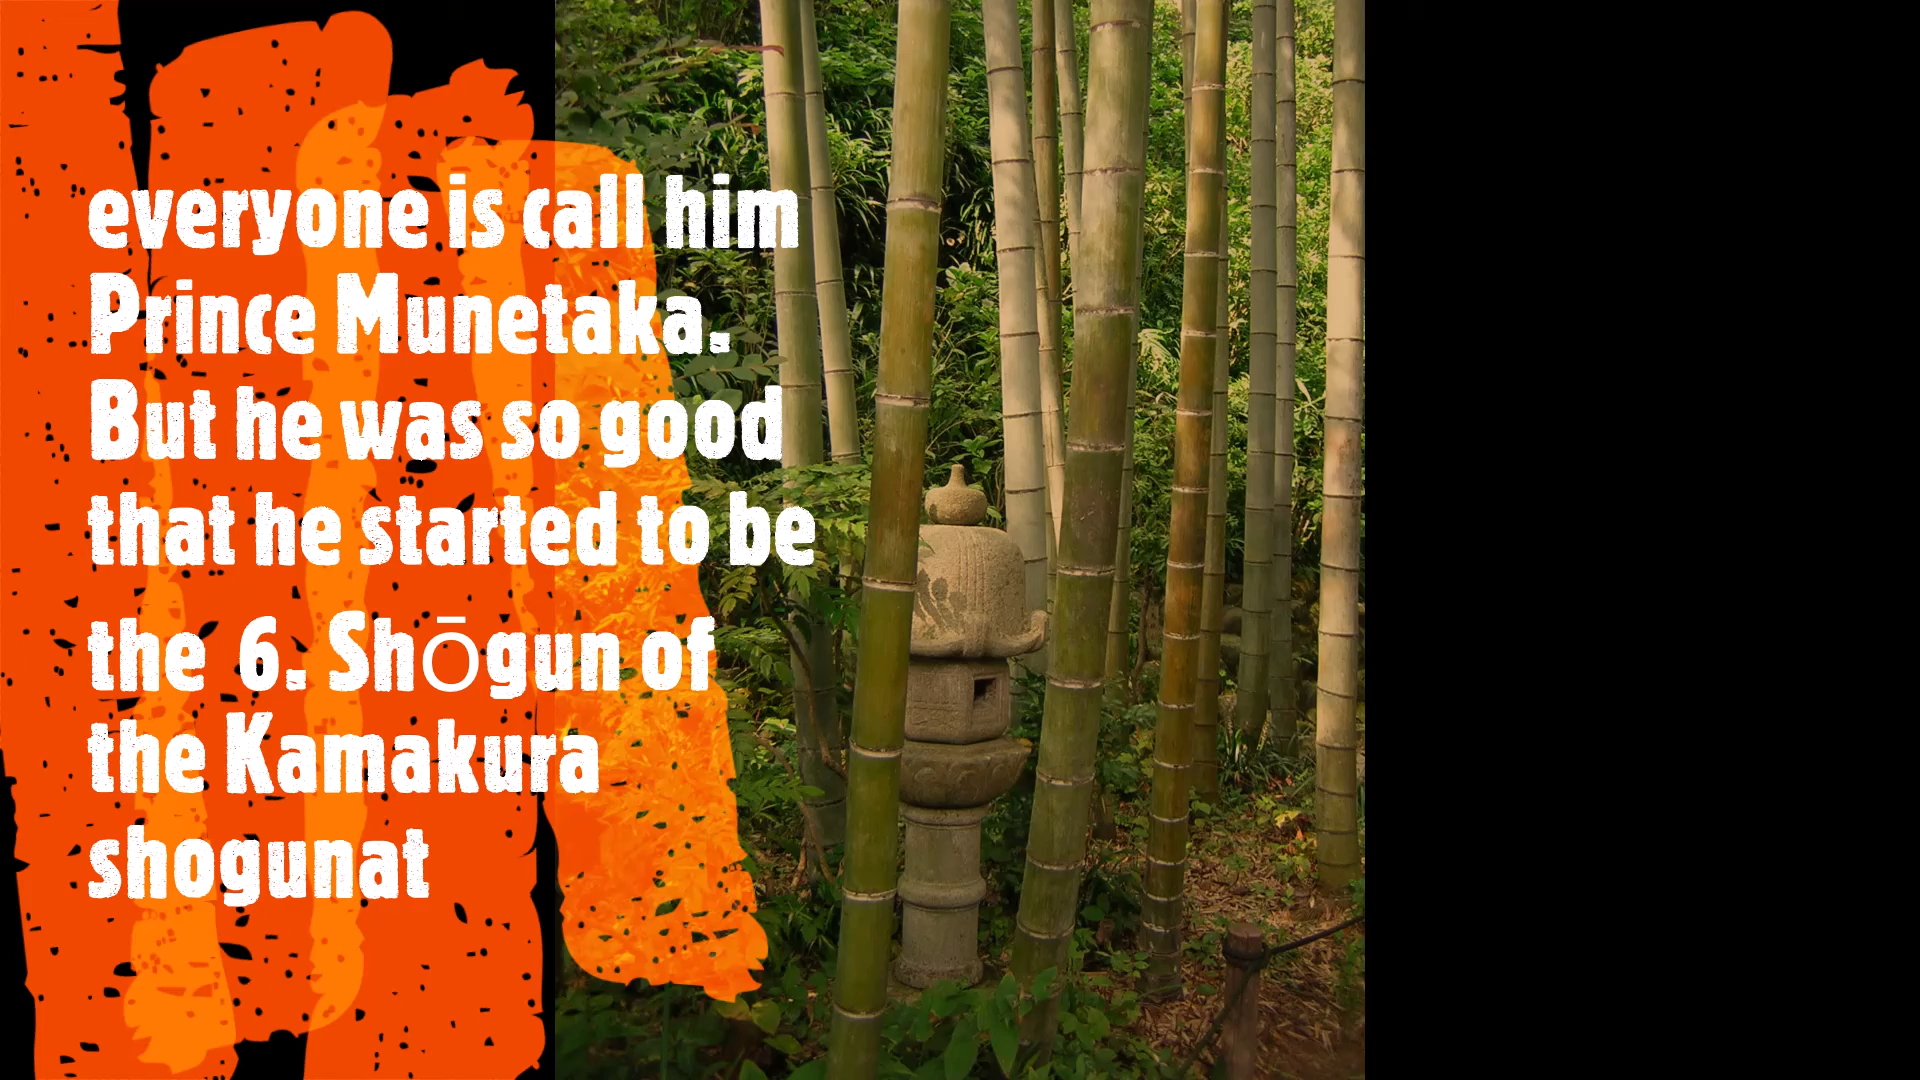 everyone is call him
Prince Munetaka.
But he was so good
that he started to be
the 6. Shōgun of
the Kamakura
shogunat